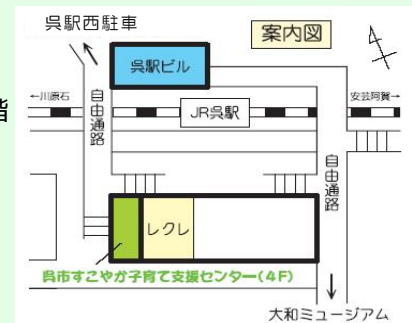 呉駅西駐車
案内図
呉駅ビル
階
←川原石
自由通路
JR呉駅
安芸阿賀→
自由通路
レクレ
呉市すこやか子育て支援センター(4F)
大和ミュージアム